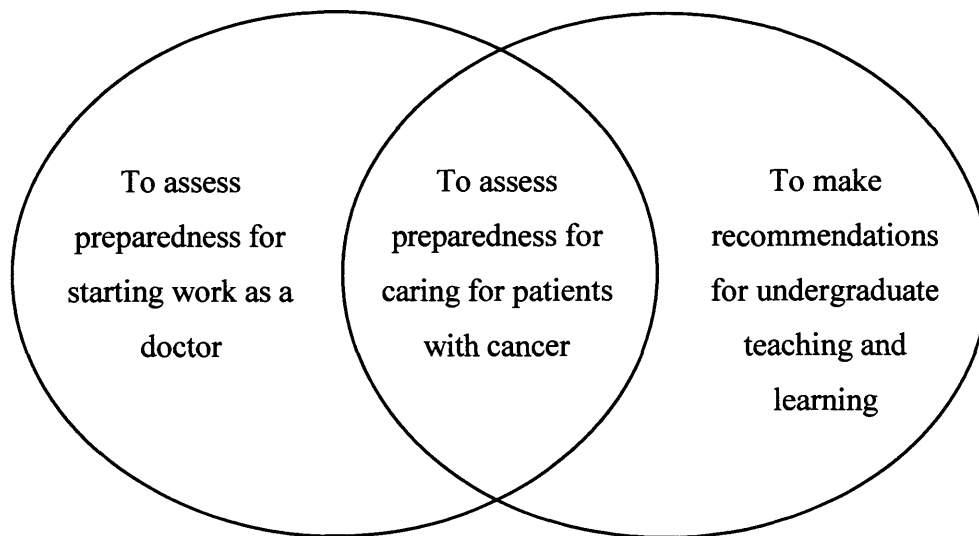 To assess
preparedness for
starting work as a
doctor
To assess
preparedness for
caring for patients
with cancer
To make
recommendations
for undergraduate
teaching and
learning